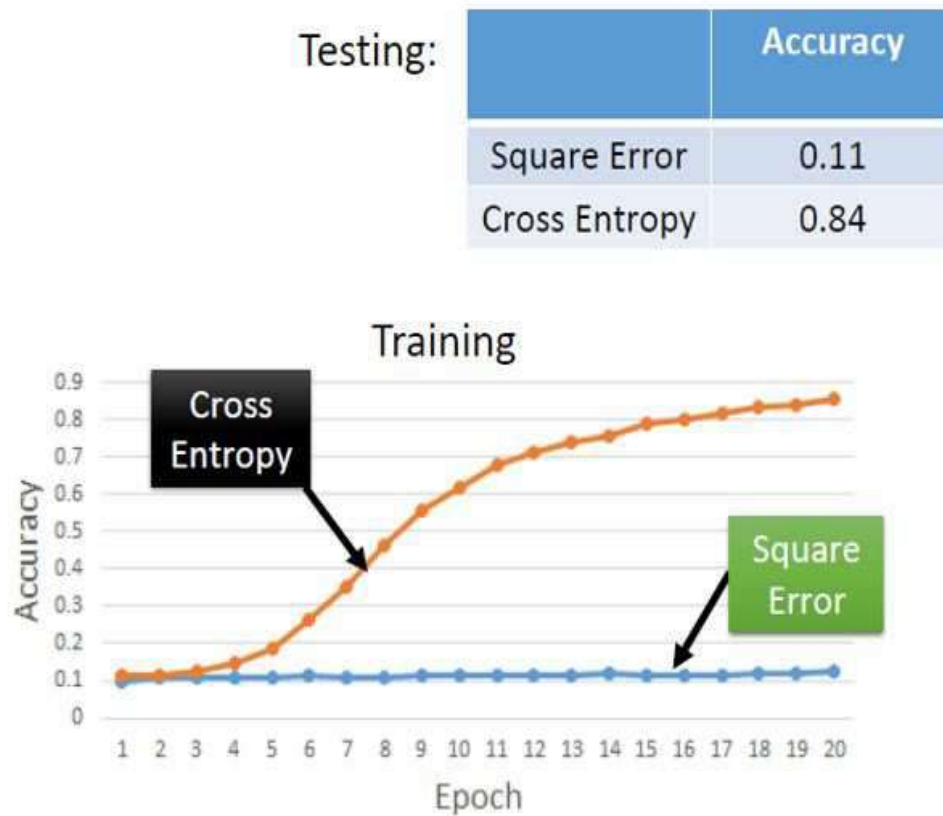 Testing:
Accuracy
Square Error 0.11
Cross Entropy 0.84
Training
Cross
Entropy
Square
Error
Accuracy
0.9
0.8
0.7
0.6
0.5
0.4
0.3
0.2
0.1
0
1 2 3 4 5 6 7 8 9 10 11 12 13 14 15 16 17 18 19 20
Epoch